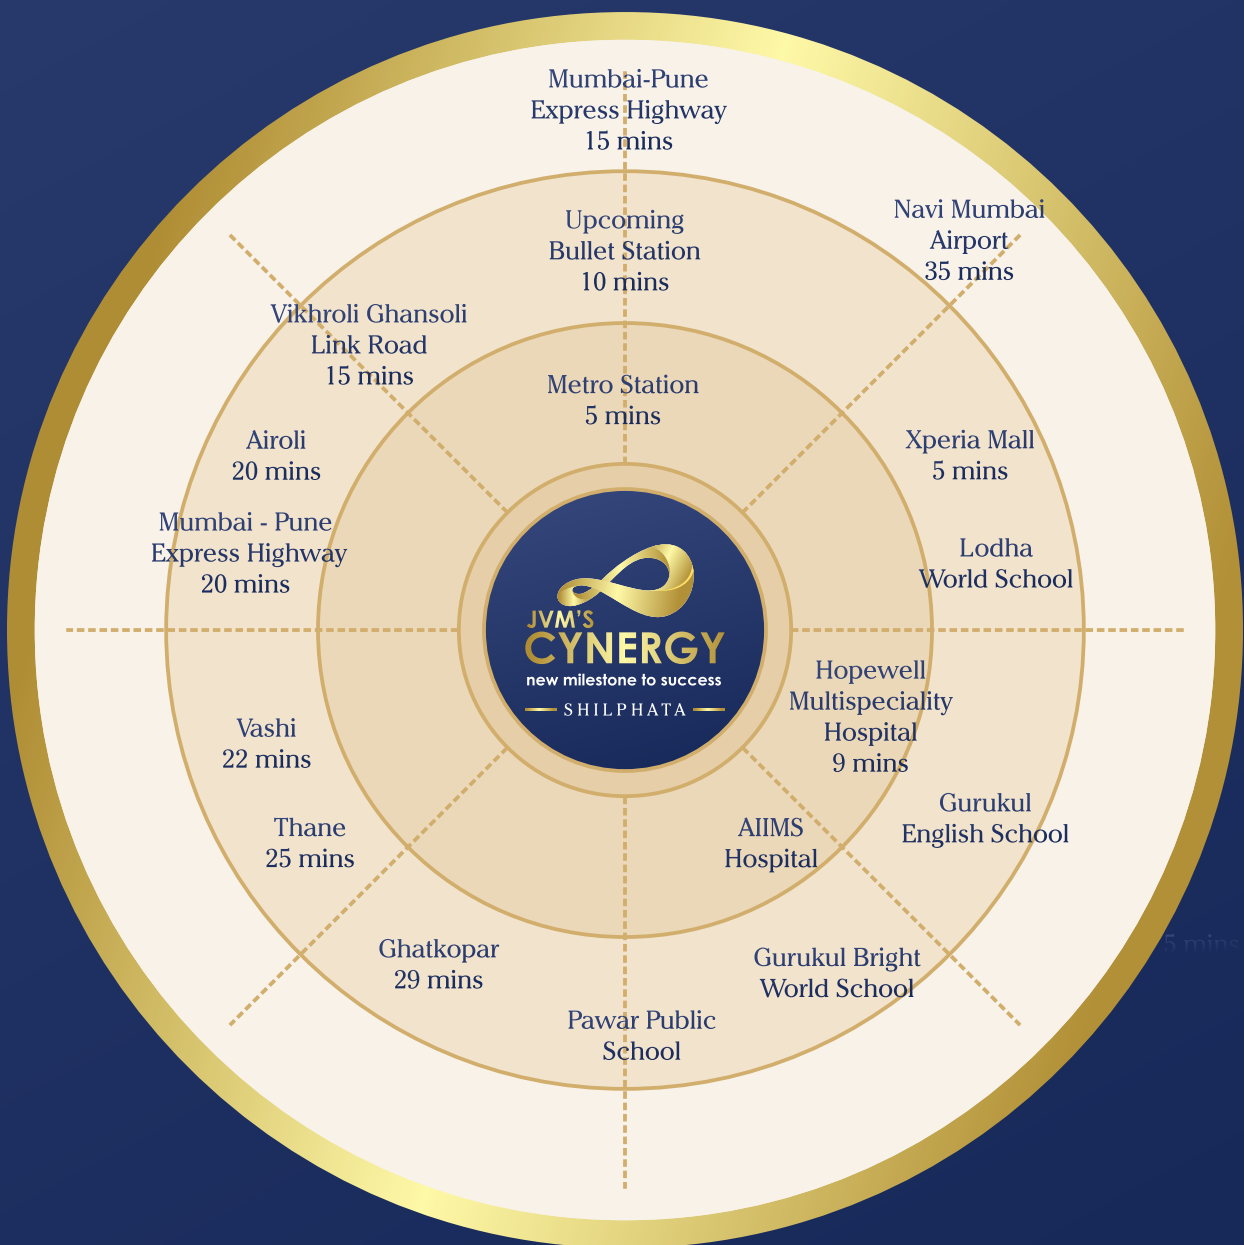 Mumbai-Pune
Express Highway
15 mins
Navi Mumbai
Airport
35 mins
Upcoming
Bullet Station
10 mins
Vikhroli Ghansoli
Link Road
15 mins
Metro Station
5 mins
Airoli
20 mins
Xperia Mall
5 mins
Mumbai - Pune
Express Highway
20 mins
Lodha
World School
JVM'S
CYNERGY
new milestone to success
SHILPHATA
Hopewell
Multispeciality
Hospital
9 mins
Vashi
22 mins
Gurukul
English School
Thane
25 mins
AIIMS
Hospital
Ghatkopar
29 mins
Gurukul Bright
World School
5 mins
Pawar Public
School